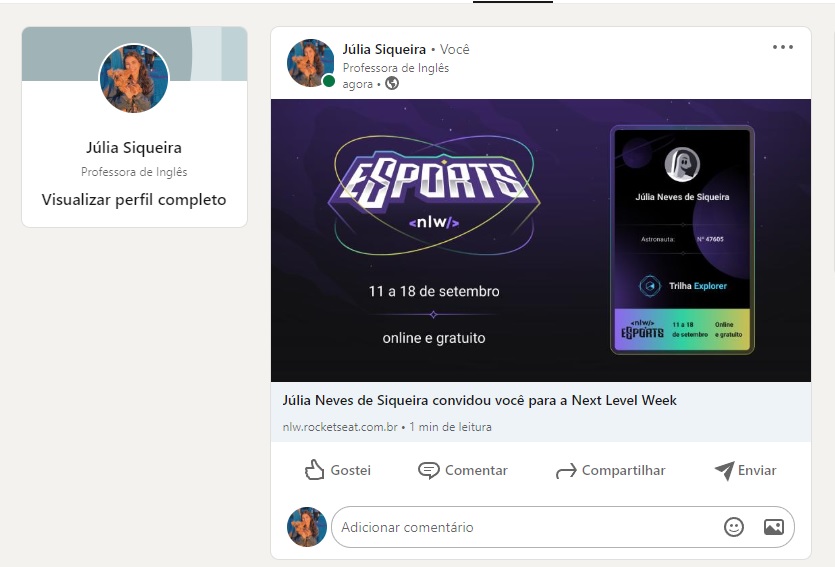 Júlia Siqueira
Professora de Inglês
Visualizar perfil completo
Júlia Siqueira • Você
Professora de Inglês
agora •
ESPORTS
<nlw/>
11 a 18 de setembro
online e gratuito
Júlia Neves de Siqueira
Astronauta: Nº 47605
Trilha Explorer
<nlw/>
ESPORTS
11 a 18
de setembro
Online
e gratuito
Júlia Neves de Siqueira convidou você para a Next Level Week
nlw.rocketseat.com.br • 1 min de leitura
Gostei Comentar Compartilhar Enviar
Adicionar comentário